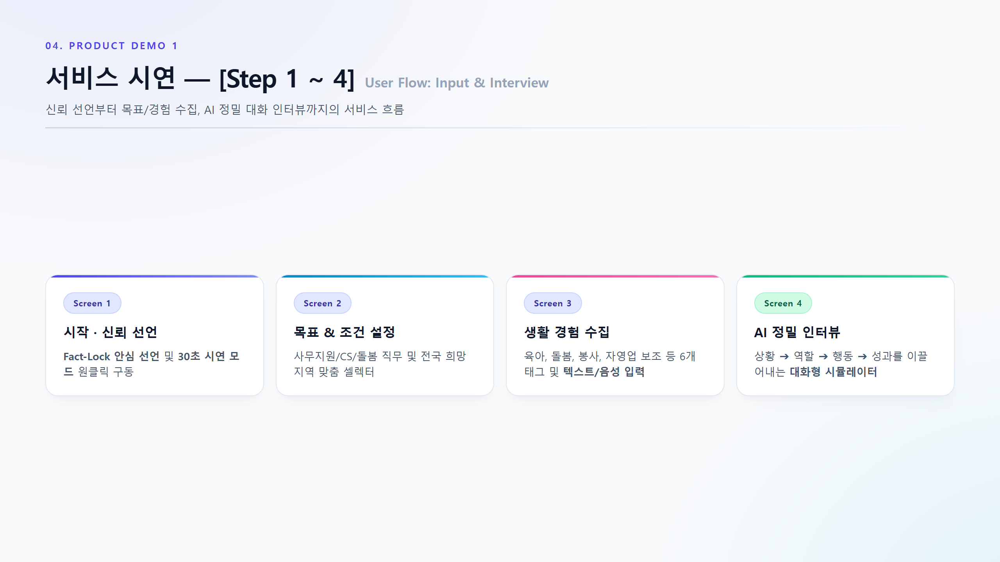 04. PRODUCT DEMO 1
서비스 시연 — [Step 1 ~ 4] User Flow: Input & Interview
신뢰 선언부터 목표/경험 수집, AI 정밀 대화 인터뷰까지의 서비스 흐름
Screen 1
시작 · 신뢰 선언
Fact-Lock 안심 선언 및 30초 시연 모
드 원클릭 구동
Screen 2
목표 & 조건 설정
사무지원/CS/돌봄 직무 및 전국 희망
지역 맞춤 셀렉터
Screen 3
생활 경험 수집
육아, 돌봄, 봉사, 자영업 보조 등 6개
태그 및 텍스트/음성 입력
Screen 4
AI 정밀 인터뷰
상황 ➔ 역할 ➔ 행동 ➔ 성과를 이끌
어내는 대화형 시뮬레이터